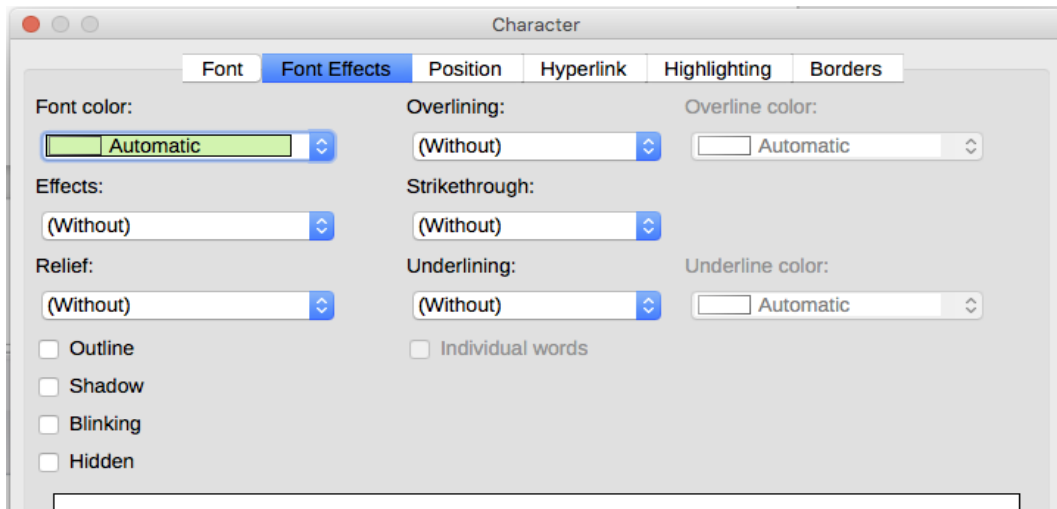 Character
Font Font Effects Position Hyperlink Highlighting Borders
Font color: Overlining: Overline color:
Automatic (Without) Automatic
Effects: Strikethrough:
(Without) (Without)
Relief: Underlining: Underline color:
(Without) (Without) Automatic
Outline Individual words
Shadow
Blinking
Hidden